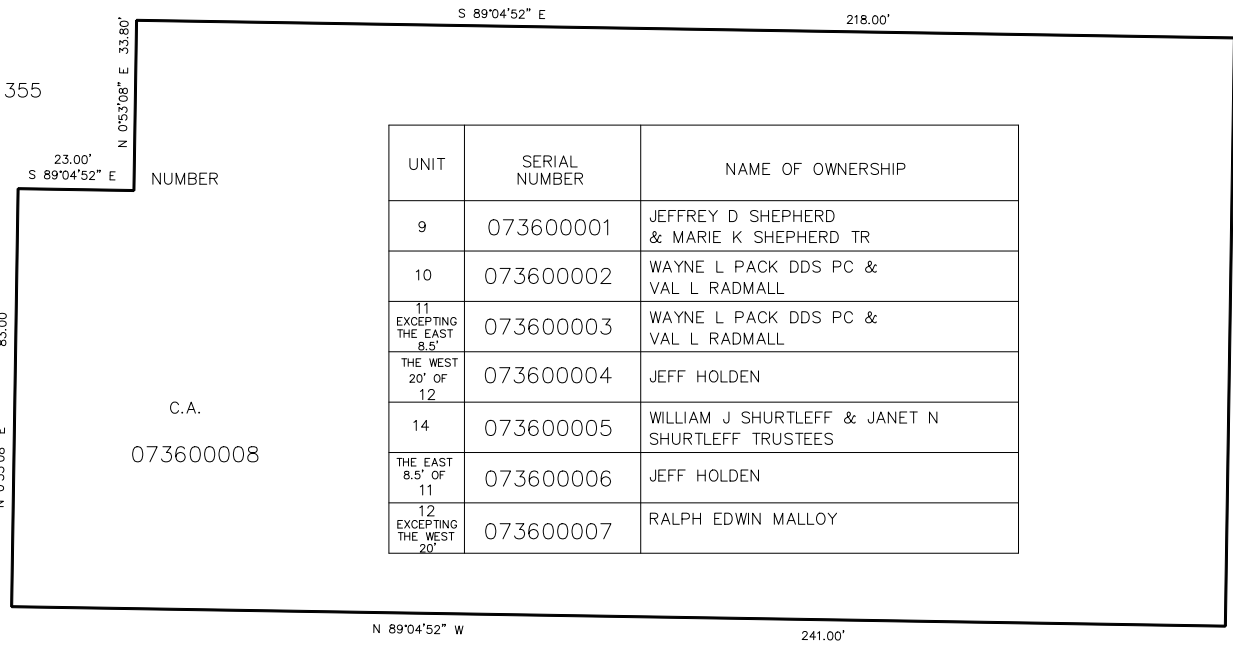 S 89°04'52" E 218.00'
N 0°53'08" E 33.80'
355
23.00'
S 89°04'52" E
NUMBER
UNIT
SERIAL
NUMBER
NAME OF OWNERSHIP
9
073600001
JEFFREY D SHEPHERD
& MARIE K SHEPHERD TR
10
073600002
WAYNE L PACK DDS PC &
VAL L RADMALL
11
EXCEPTING
THE EAST
8.5'
073600003
WAYNE L PACK DDS PC &
VAL L RADMALL
THE WEST
20' OF
12
073600004
JEFF HOLDEN
14
073600005
WILLIAM J SHURTLEFF & JANET N
SHURTLEFF TRUSTEES
THE EAST
8.5' OF
11
073600006
JEFF HOLDEN
12
EXCEPTING
THE WEST
20'
073600007
RALPH EDWIN MALLOY
C.A.
073600008
N 89°04'52" W 241.00'